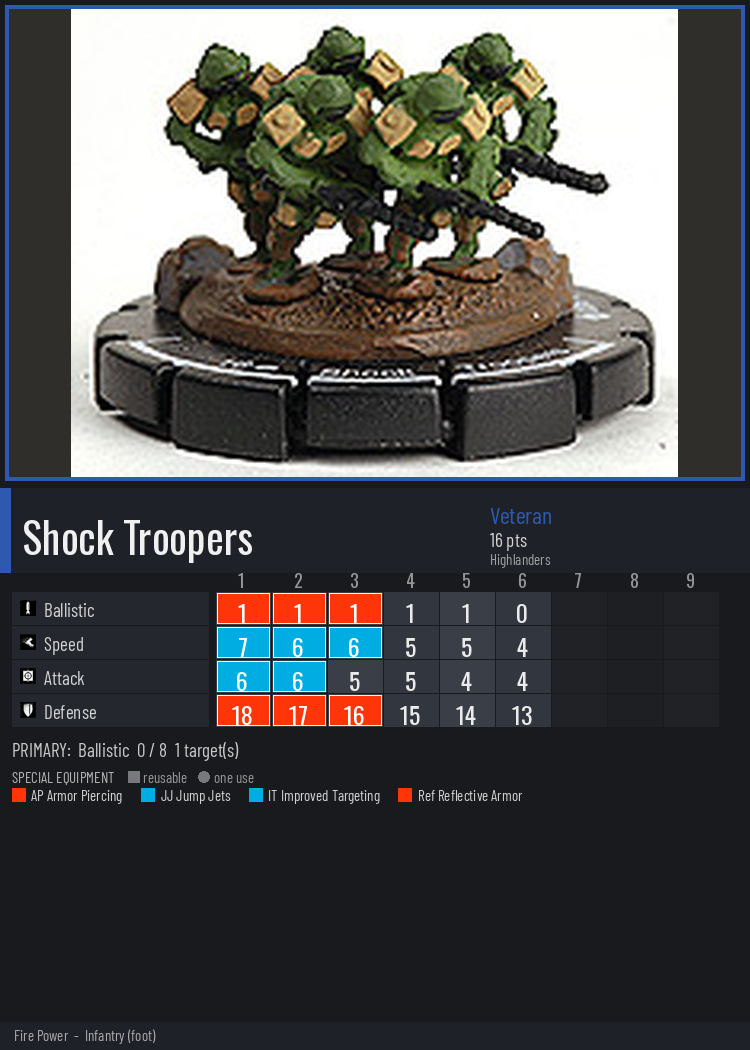 Shock
Shock Troopers
Veteran
16 pts
Highlanders
1 2 3 4 5 6 7 8 9
Ballistic 1 1 1 1 1 0
Speed 7 6 6 5 5 4
Attack 6 6 5 5 4 4
Defense 18 17 16 15 14 13
PRIMARY: Ballistic 0 / 8 1 target(s)
SPECIAL EQUIPMENT reusable one use
AP Armor Piercing JJ Jump Jets IT Improved Targeting Ref Reflective Armor
Fire Power - Infantry (foot)